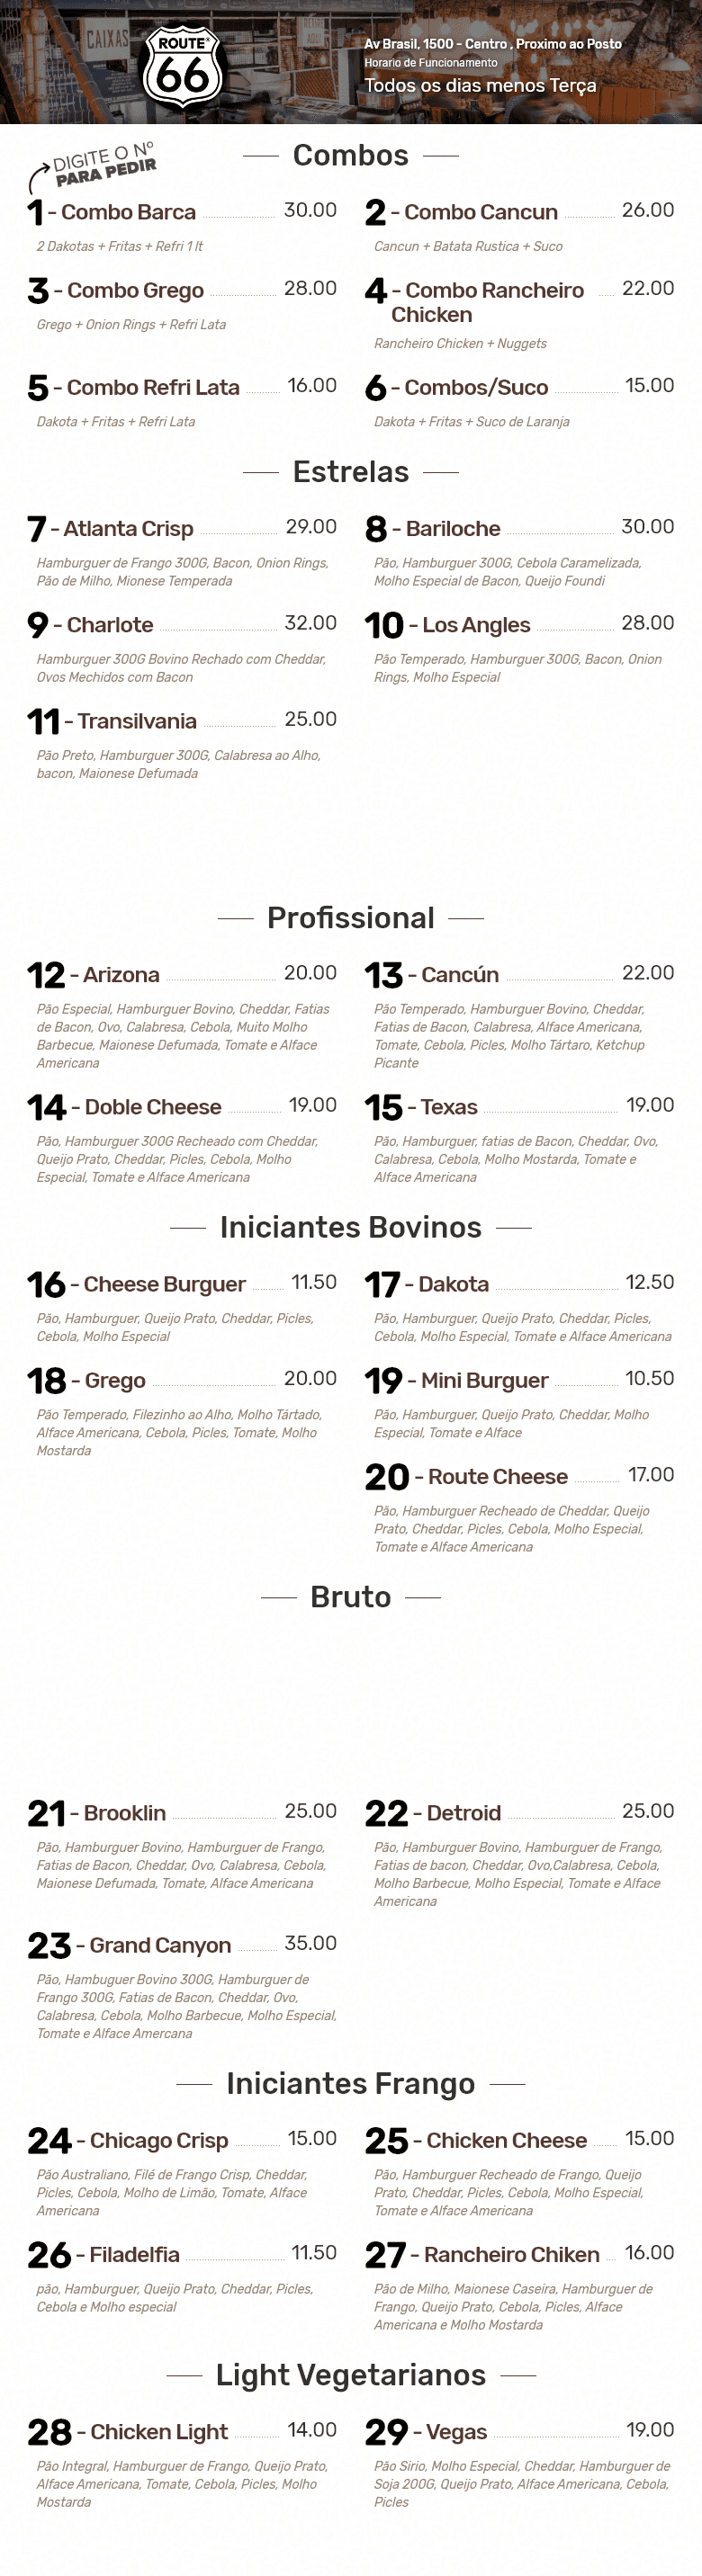 CAIXAS
ROUTE
66
Av Brasil, 1500 - Centro , Proximo ao Posto
Horario de Funcionamento
Todos os dias menos Terça
DIGITE O Nº
PARA PEDIR
Combos
1 - Combo Barca 30.00
2 Dakotas + Fritas + Refri 1 lt
2 - Combo Cancun 26.00
Cancun + Batata Rustica + Suco
3 - Combo Grego 28.00
Grego + Onion Rings + Refri Lata
4 - Combo Rancheiro 22.00
Chicken
Rancheiro Chicken + Nuggets
5 - Combo Refri Lata 16.00
Dakota + Fritas + Refri Lata
6 - Combos/Suco 15.00
Dakota + Fritas + Suco de Laranja
Estrelas
7 - Atlanta Crisp 29.00
Hamburguer de Frango 300G, Bacon, Onion Rings,
Pão de Milho, Mionese Temperada
8 - Bariloche 30.00
Pão, Hamburguer 300G, Cebola Caramelizada,
Molho Especial de Bacon, Queijo Foundi
9 - Charlote 32.00
Hamburguer 300G Bovino Rechado com Cheddar,
Ovos Mechidos com Bacon
10 - Los Angles 28.00
Pão Temperado, Hamburguer 300G, Bacon, Onion
Rings, Molho Especial
11 - Transilvania 25.00
Pão Preto, Hamburguer 300G, Calabresa ao Alho,
bacon, Maionese Defumada
Profissional
12 - Arizona 20.00
Pão Especial, Hamburguer Bovino, Cheddar, Fatias
de Bacon, Ovo, Calabresa, Cebola, Muito Molho
Barbecue, Maionese Defumada, Tomate e Alface
Americana
13 - Cancún 22.00
Pão Temperado, Hamburguer Bovino, Cheddar,
Fatias de Bacon, Calabresa, Alface Americana,
Tomate, Cebola, Picles, Molho Tártaro, Ketchup
Picante
14 - Doble Cheese 19.00
Pão, Hamburguer 300G Recheado com Cheddar,
Queijo Prato, Cheddar, Picles, Cebola, Molho
Especial, Tomate e Alface Americana
15 - Texas 19.00
Pão, Hamburguer, fatias de Bacon, Cheddar, Ovo,
Calabresa, Cebola, Molho Mostarda, Tomate e
Alface Americana
Iniciantes Bovinos
16 - Cheese Burguer 11.50
Pão, Hamburguer, Queijo Prato, Cheddar, Picles,
Cebola, Molho Especial
17 - Dakota 12.50
Pão, Hamburguer, Queijo Prato, Cheddar, Picles,
Cebola, Molho Especial, Tomate e Alface Americana
18 - Grego 20.00
Pão Temperado, Filezinho ao Alho, Molho Tártado,
Alface Americana, Cebola, Picles, Tomate, Molho
Mostarda
19 - Mini Burguer 10.50
Pão, Hamburguer, Queijo Prato, Cheddar, Molho
Especial, Tomate e Alface
20 - Route Cheese 17.00
Pão, Hamburguer Recheado de Cheddar, Queijo
Prato, Cheddar, Picles, Cebola, Molho Especial,
Tomate e Alface Americana
Bruto
21 - Brooklin 25.00
Pão, Hamburguer Bovino, Hamburguer de Frango,
Fatias de Bacon, Cheddar, Ovo, Calabresa, Cebola,
Maionese Defumada, Tomate, Alface Americana
22 - Detroid 25.00
Pão, Hamburguer Bovino, Hamburguer de Frango,
Fatias de bacon, Cheddar, Ovo,Calabresa, Cebola,
Molho Barbecue, Molho Especial, Tomate e Alface
Americana
23 - Grand Canyon 35.00
Pão, Hambuguer Bovino 300G, Hamburguer de
Frango 300G, Fatias de Bacon, Cheddar, Ovo,
Calabresa, Cebola, Molho Barbecue, Molho Especial,
Tomate e Alface Amercana
Iniciantes Frango
24 - Chicago Crisp 15.00
Pão Australiano, Filé de Frango Crisp, Cheddar,
Picles, Cebola, Molho de Limão, Tomate, Alface
Americana
25 - Chicken Cheese 15.00
Pão, Hamburguer Recheado de Frango, Queijo
Prato, Cheddar, Picles, Cebola, Molho Especial,
Tomate e Alface Americana
26 - Filadelfia 11.50
pão, Hamburguer, Queijo Prato, Cheddar, Picles,
Cebola e Molho especial
27 - Rancheiro Chiken 16.00
Pão de Milho, Maionese Caseira, Hamburguer de
Frango, Queijo Prato, Cebola, Picles, Alface
Americana e Molho Mostarda
Light Vegetarianos
28 - Chicken Light 14.00
Pão Integral, Hamburguer de Frango, Queijo Prato,
Alface Americana, Tomate, Cebola, Picles, Molho
Mostarda
29 - Vegas 19.00
Pão Sirio, Molho Especial, Cheddar, Hamburguer de
Soja 200G, Queijo Prato, Alface Americana, Cebola,
Picles